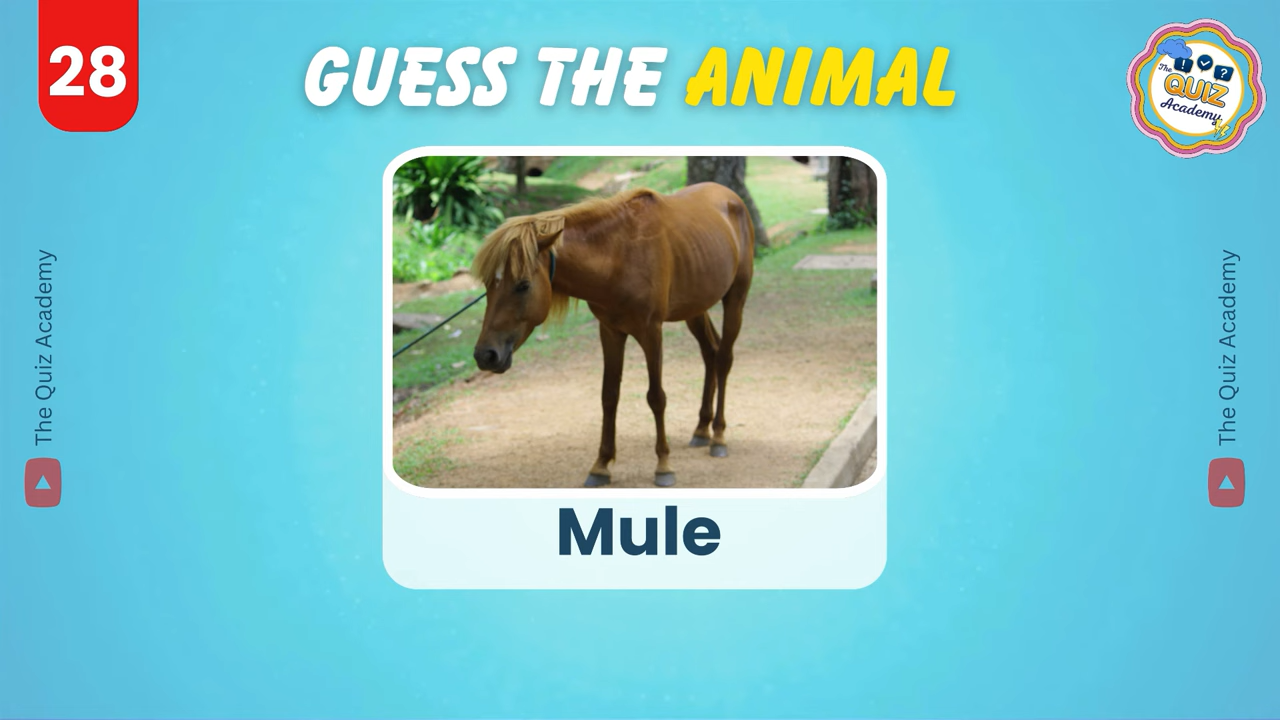 28
GUESS THE ANIMAL
The
! ?
QUIZ
Academy
The Quiz Academy
The Quiz Academy
Mule